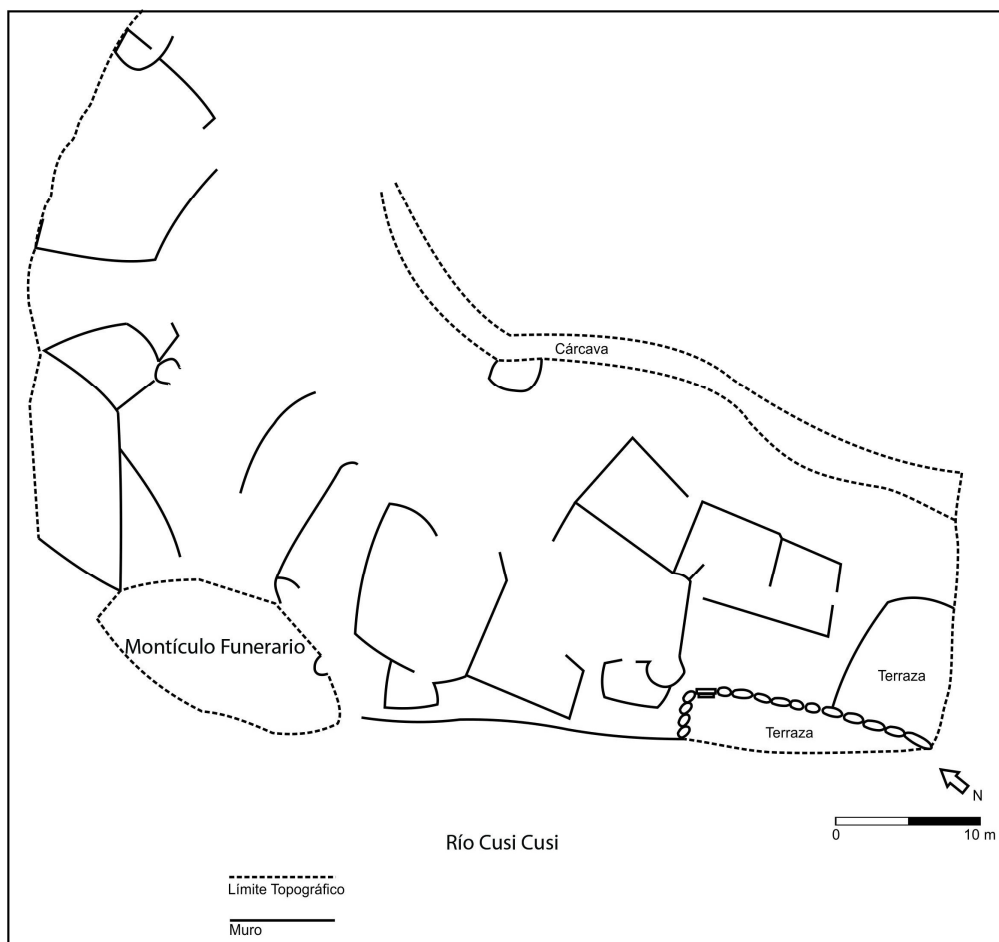 Cárcava
Montículo Funerario
Terraza
Terraza
N
0 10 m
Río Cusi Cusi
Límite Topográfico
Muro